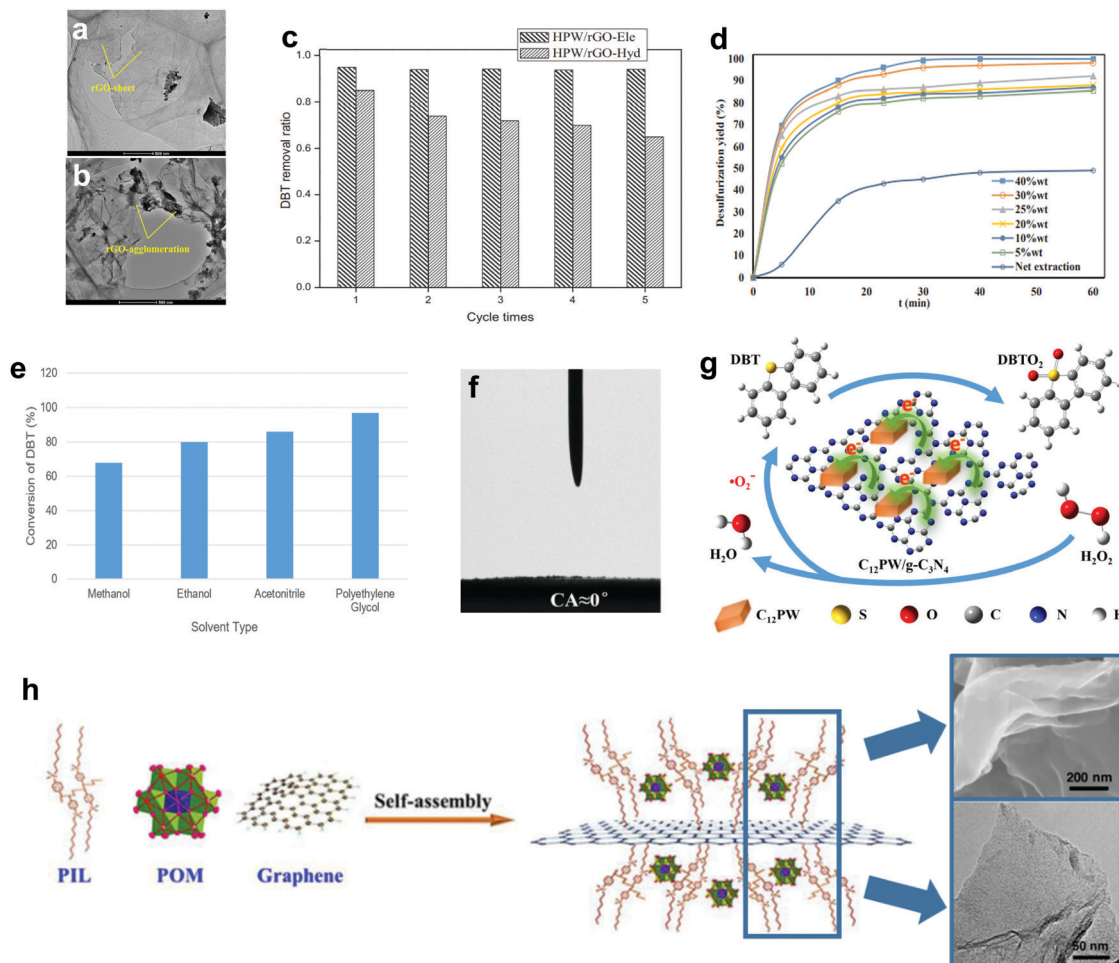 a
rGO-sheet
500 nm
b
rGO-agglomeration
500 nm
c
HPW/rGO-Ele
HPW/rGO-Hyd
DBT removal ratio
1.0
0.8
0.6
0.4
0.2
0.0
1 2 3 4 5
Cycle times
d
Desulfurization yield (%)
100
90
80
70
60
50
40
30
20
10
0
0 10 20 30 40 50 60
t (min)
40%wt
30%wt
25%wt
20%wt
10%wt
5%wt
Net extraction
e
Conversion of DBT (%)
120
100
80
60
40
20
0
Methanol Ethanol Acetonitrile Polyethylene
Glycol
Solvent Type
f
CA≈0°
g
DBT
DBTO₂
e⁻
e⁻
e⁻
e⁻
•O₂⁻
H₂O
H₂O₂
C₁₂PW/g-C₃N₄
C₁₂PW S O C N H
h
PIL
POM
Graphene
Self-assembly
200 nm
50 nm